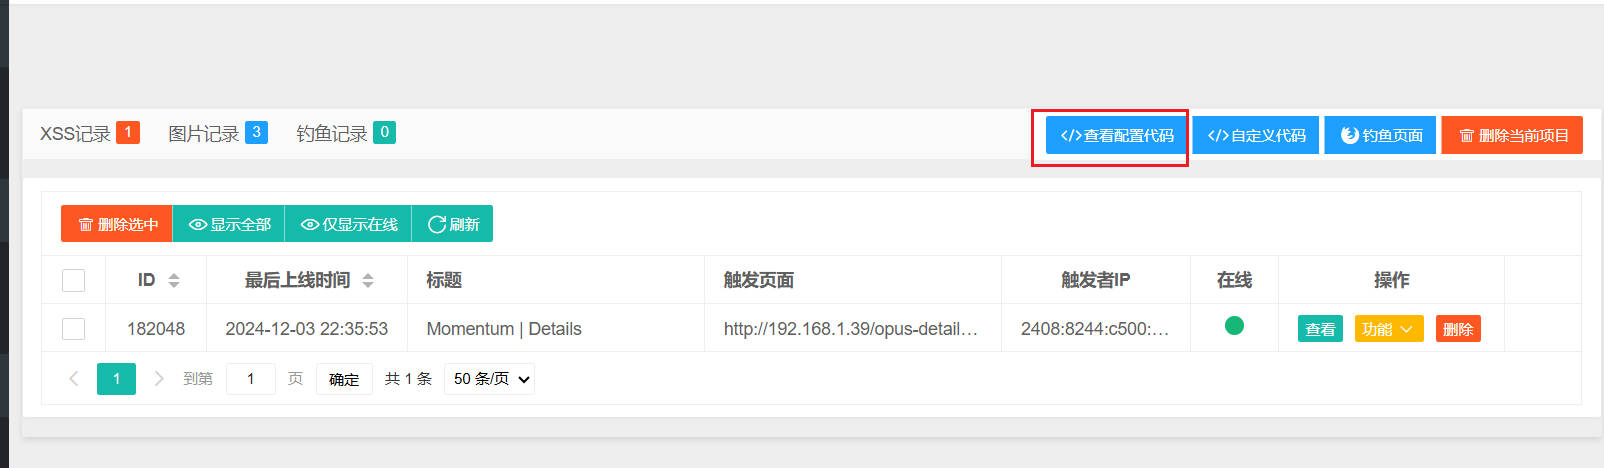 XSS记录 1 图片记录 3 钓鱼记录 0 </>查看配置代码 </>自定义代码 钓鱼页面 删除当前项目
删除选中 显示全部 仅显示在线 刷新
ID 最后上线时间 标题 触发页面 触发者IP 在线 操作
182048 2024-12-03 22:35:53 Momentum | Details http://192.168.1.39/opus-detail... 2408:8244:c500:... 查看 功能 删除
1 到第 1 页 确定 共 1 条 50 条/页